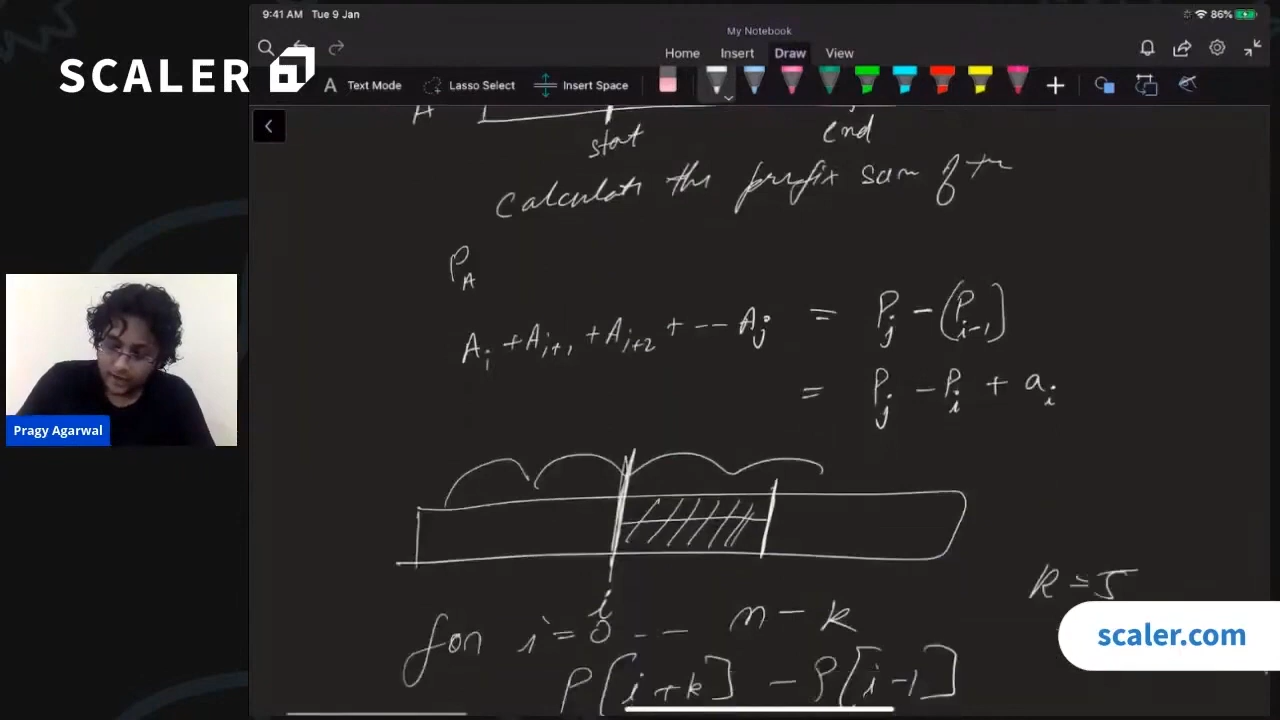 9:41 AM Tue 9 Jan
86%
My Notebook
Home Insert Draw View
SCALER
Text Mode Lasso Select Insert Space
A
start
end
calculate the prefix sum of the
P_A
A_i + A_{i+1} + A_{i+2} + -- A_j = P_j - (P_{i-1})
= P_j - P_i + a_i
Pragy Agarwal
i
k = 5
for i = 0 -- n - k
scaler.com
P[i+k] - P[i-1]